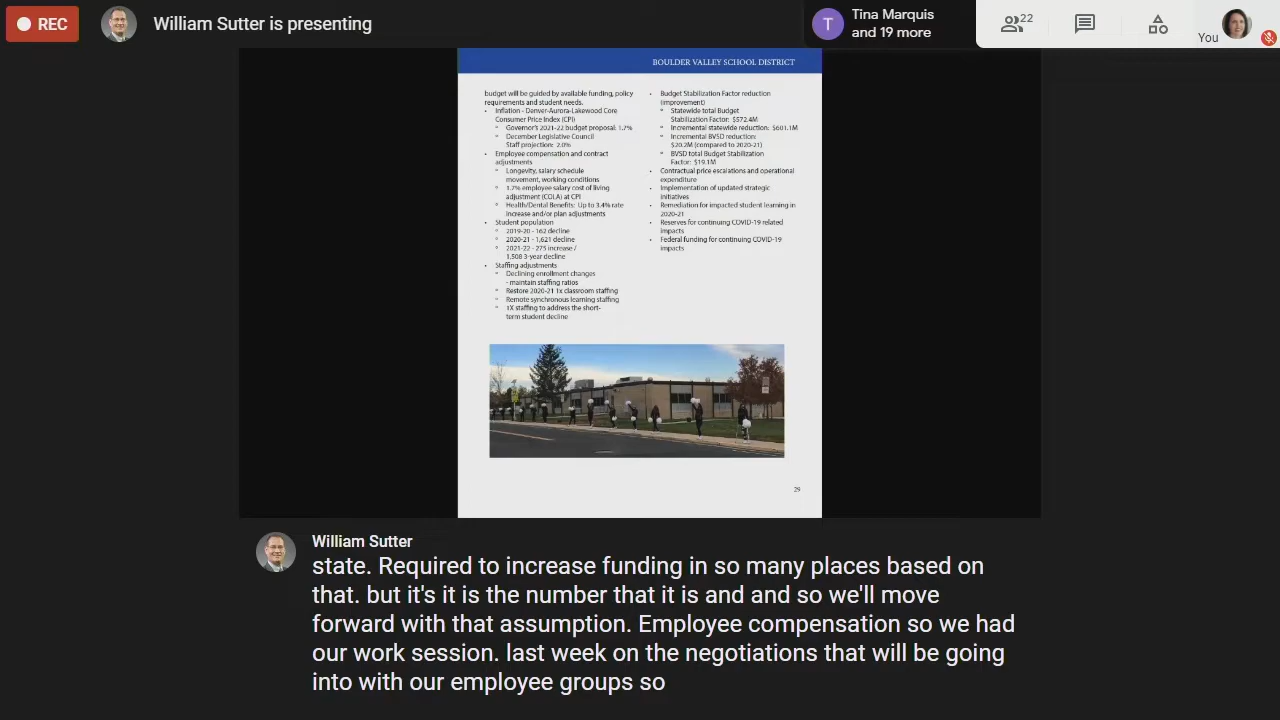 REC
William Sutter is presenting
T
Tina Marquis
and 19 more
22
You
BOULDER VALLEY SCHOOL DISTRICT
budget will be guided by available funding, policy
requirements and student needs.
• Inflation - Denver-Aurora-Lakewood Core
Consumer Price Index (CPI)
° Governor's 2021-22 budget proposal: 1.7%
° December Legislative Council
Staff projection: 2.0%
• Employee compensation and contract
adjustments
° Longevity, salary schedule
movement, working conditions
° 1.7% employee salary cost of living
adjustment (COLA) at CPI
° Health/Dental Benefits: Up to 3.4% rate
increase and/or plan adjustments
• Student population
° 2019-20 - 162 decline
° 2020-21 - 1,621 decline
° 2021-22 - 275 increase /
1,508 3-year decline
• Staffing adjustments
° Declining enrollment changes
- maintain staffing ratios
° Restore 2020-21 1x classroom staffing
° Remote synchronous learning staffing
° 1X staffing to address the short-
term student decline
• Budget Stabilization Factor reduction
(improvement)
° Statewide total Budget
Stabilization Factor: $572.4M
° Incremental statewide reduction: $601.1M
° Incremental BVSD reduction:
$20.2M (compared to 2020-21)
° BVSD total Budget Stabilization
Factor: $19.1M
• Contractual price escalations and operational
expenditure
• Implementation of updated strategic
initiatives
• Remediation for impacted student learning in
2020-21
• Reserves for continuing COVID-19 related
impacts
• Federal funding for continuing COVID-19
impacts
29
William Sutter
state. Required to increase funding in so many places based on
that. but it's it is the number that it is and and so we'll move
forward with that assumption. Employee compensation so we had
our work session. last week on the negotiations that will be going
into with our employee groups so